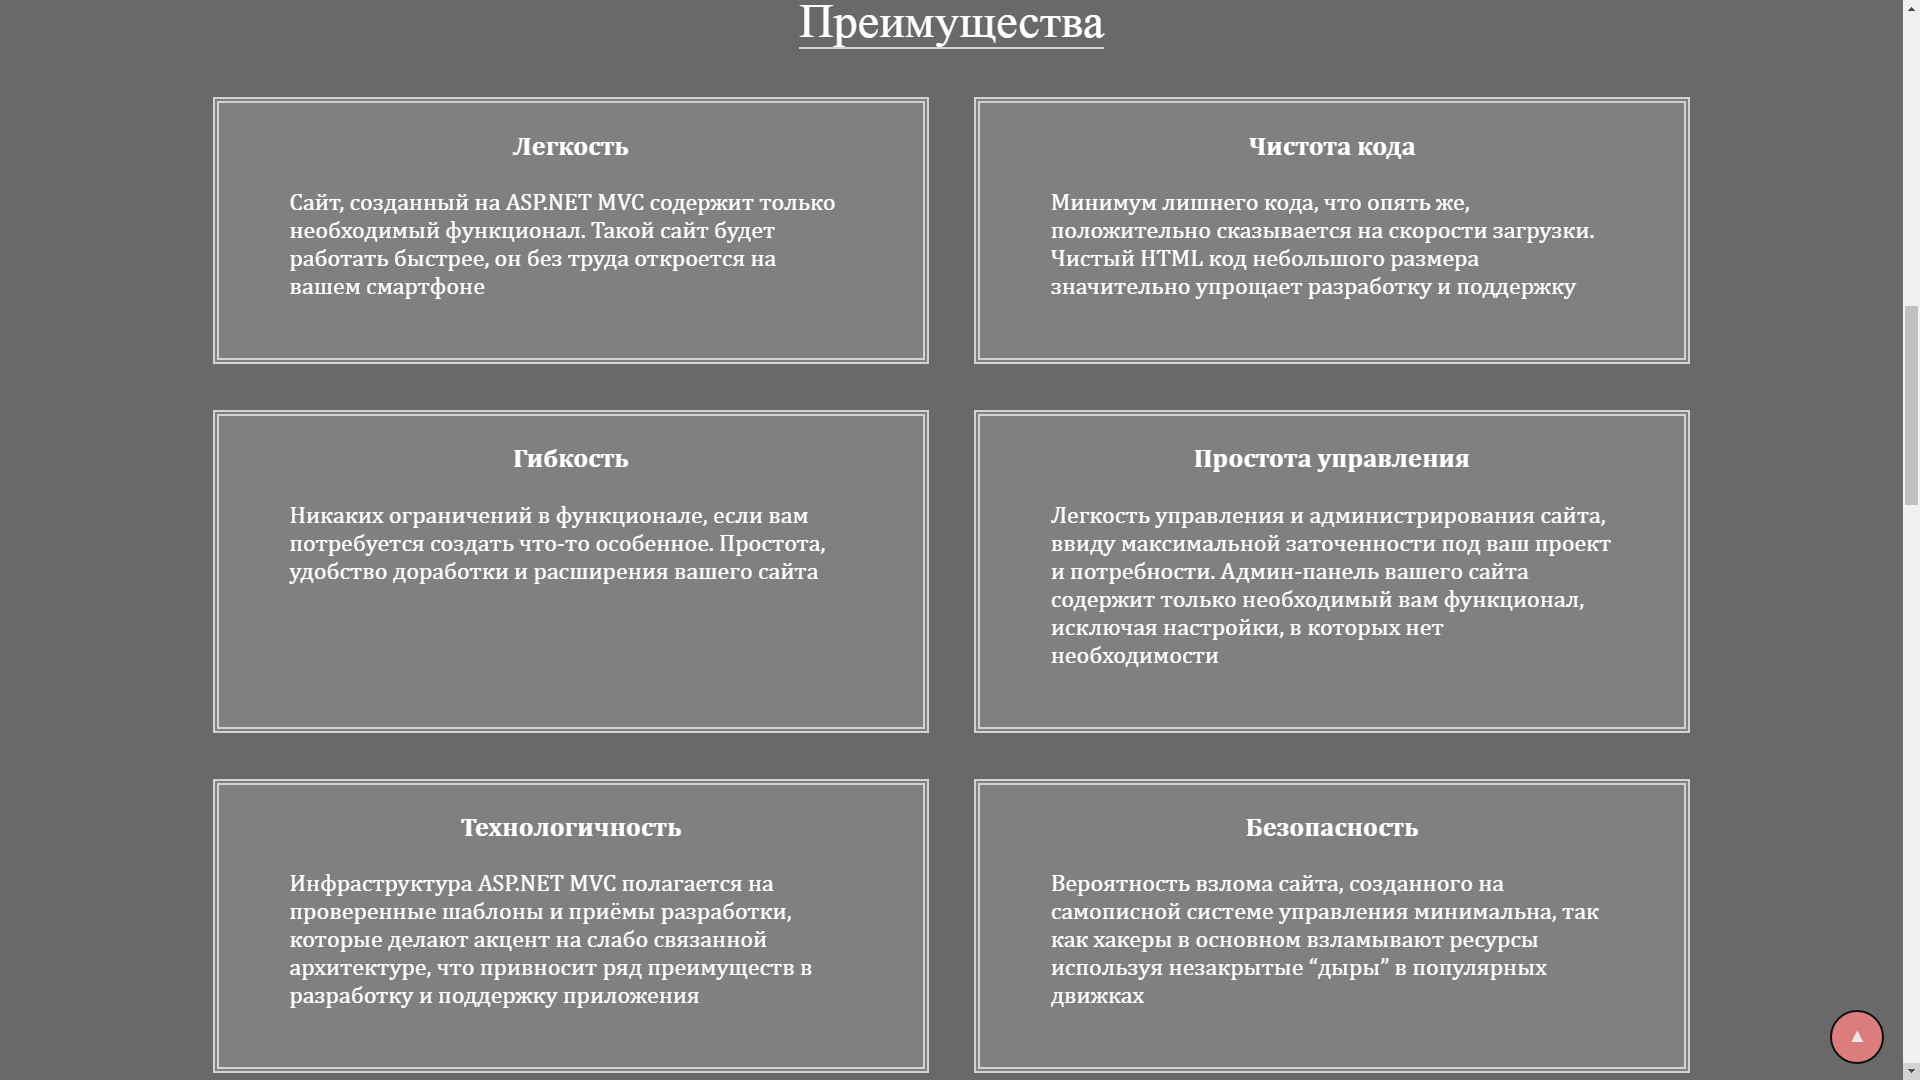 Преимущества
Легкость
Сайт, созданный на ASP.NET MVC содержит только
необходимый функционал. Такой сайт будет
работать быстрее, он без труда откроется на
вашем смартфоне
Чистота кода
Минимум лишнего кода, что опять же,
положительно сказывается на скорости загрузки.
Чистый HTML код небольшого размера
значительно упрощает разработку и поддержку
Гибкость
Никаких ограничений в функционале, если вам
потребуется создать что-то особенное. Простота,
удобство доработки и расширения вашего сайта
Простота управления
Легкость управления и администрирования сайта,
ввиду максимальной заточенности под ваш проект
и потребности. Админ-панель вашего сайта
содержит только необходимый вам функционал,
исключая настройки, в которых нет
необходимости
Технологичность
Инфраструктура ASP.NET MVC полагается на
проверенные шаблоны и приёмы разработки,
которые делают акцент на слабо связанной
архитектуре, что привносит ряд преимуществ в
разработку и поддержку приложения
Безопасность
Вероятность взлома сайта, созданного на
самописной системе управления минимальна, так
как хакеры в основном взламывают ресурсы
используя незакрытые “дыры” в популярных
движках